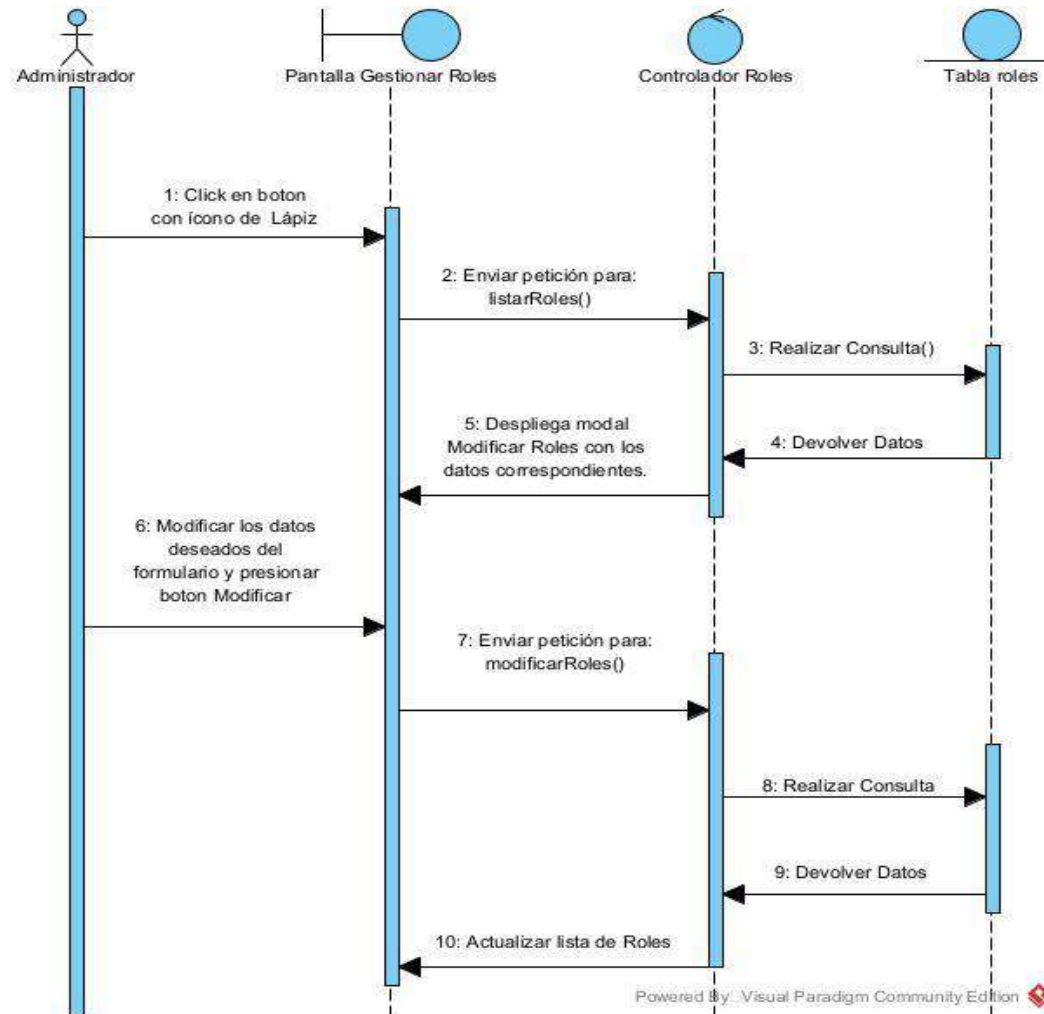 Administrador
Pantalla Gestionar Roles
Controlador Roles
Tabla roles
1: Click en boton
con ícono de Lápiz
2: Enviar petición para:
listarRoles()
3: Realizar Consulta()
4: Devolver Datos
5: Despliega modal
Modificar Roles con los
datos correspondientes.
6: Modificar los datos
deseados del
formulario y presionar
boton Modificar
7: Enviar petición para:
modificarRoles()
8: Realizar Consulta
9: Devolver Datos
10: Actualizar lista de Roles
Powered By: Visual Paradigm Community Edition